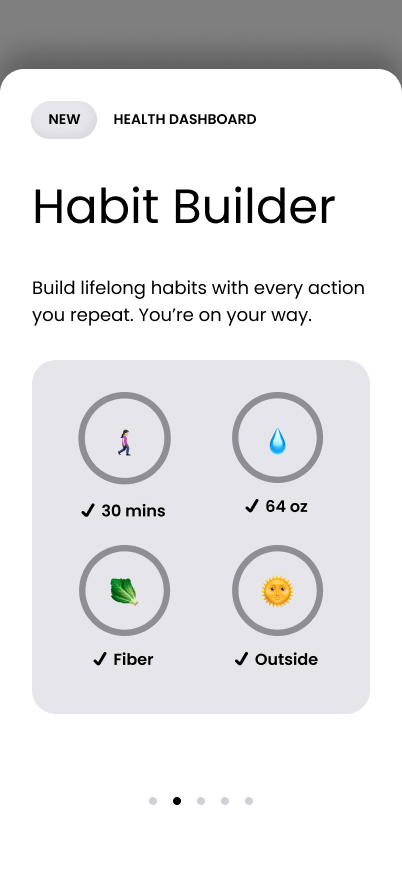 NEW HEALTH DASHBOARD
Habit Builder
Build lifelong habits with every action
you repeat. You’re on your way.
✓ 30 mins ✓ 64 oz
✓ Fiber ✓ Outside